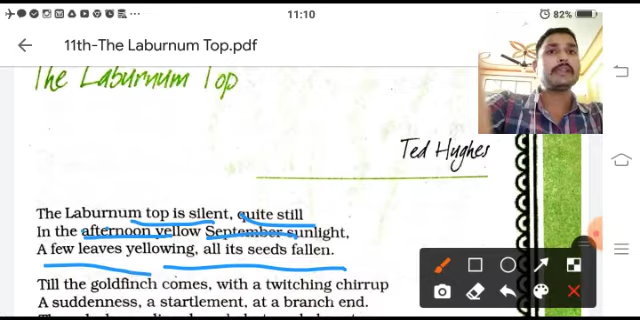 11:10
82%
11th-The Laburnum Top.pdf
The Laburnum Top
Ted Hughes
The Laburnum top is silent, quite still
In the afternoon yellow September sunlight,
A few leaves yellowing, all its seeds fallen.
Till the goldfinch comes, with a twitching chirrup
A suddenness, a startlement, at a branch end.